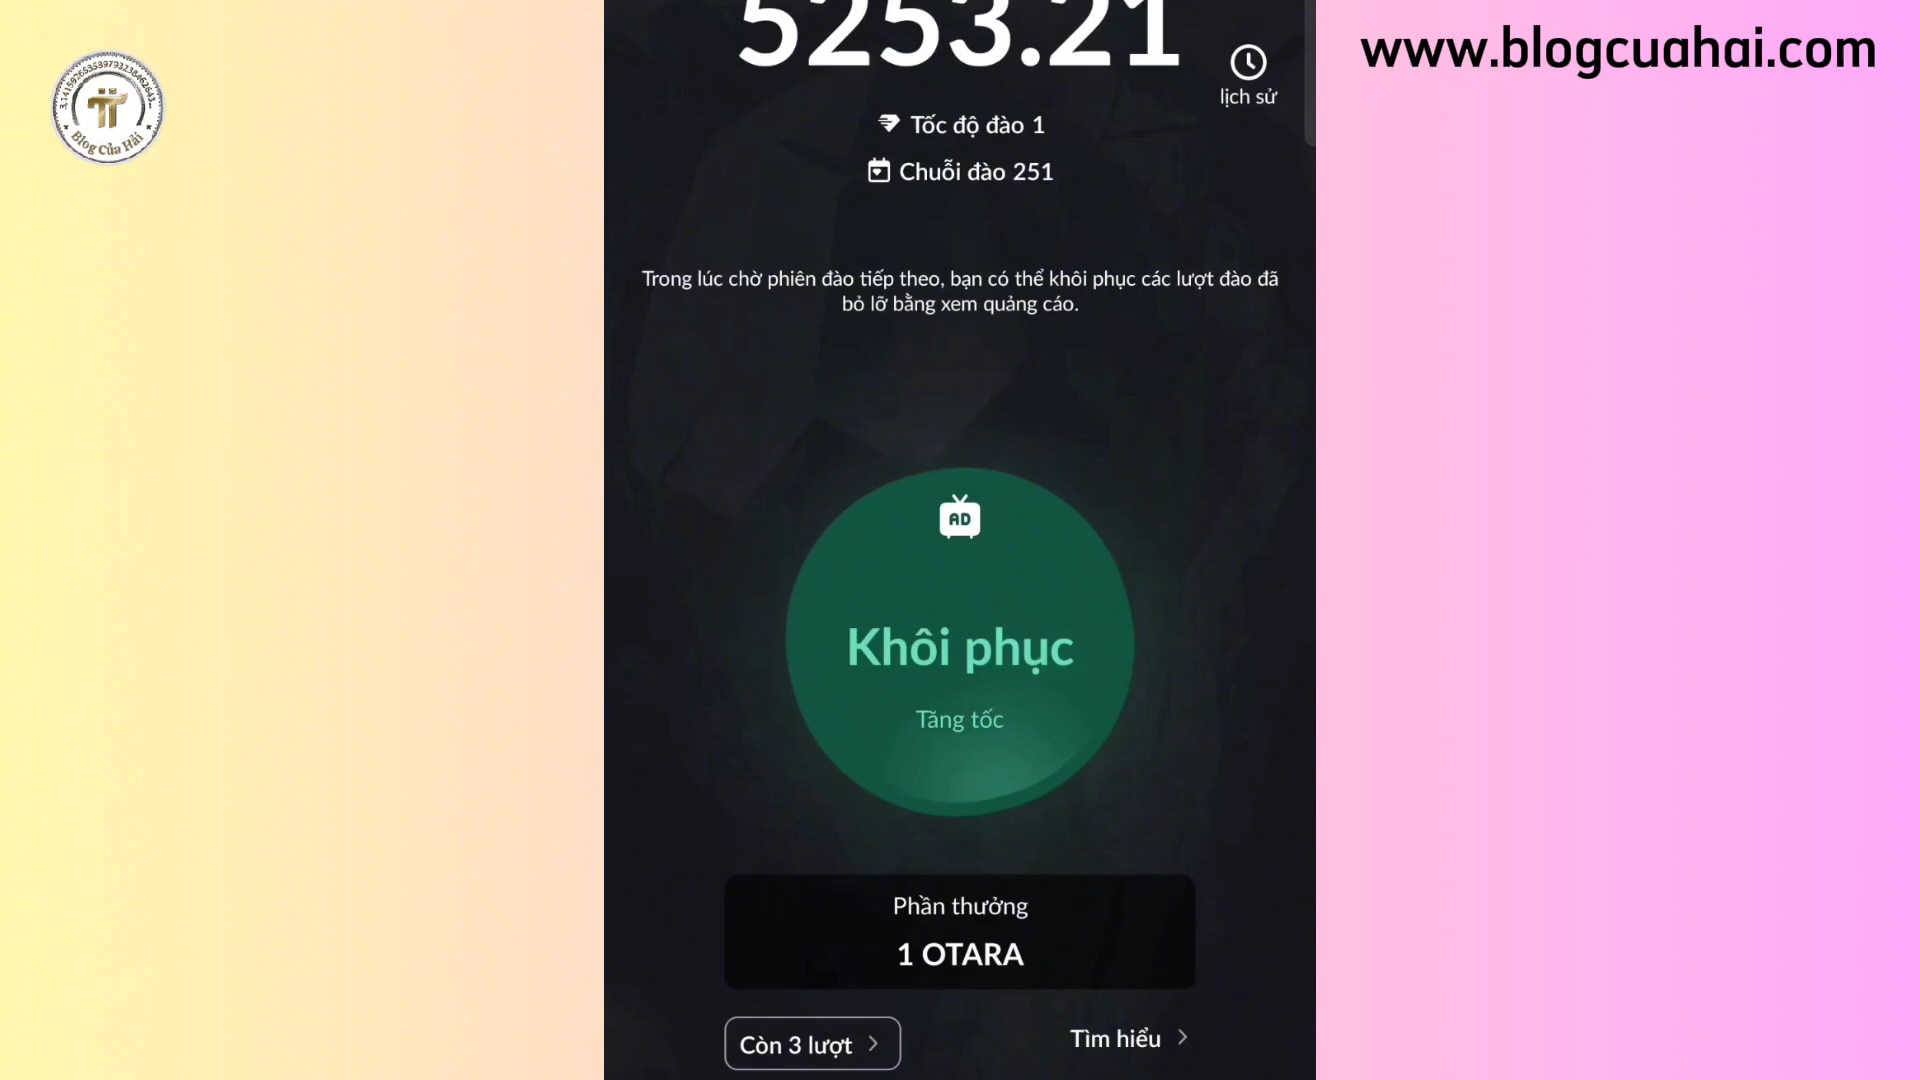 5253.21
www.blogcuahai.com
lịch sử
Tốc độ đào 1
Chuỗi đào 251
Blog Của Hải
Trong lúc chờ phiên đào tiếp theo, bạn có thể khôi phục các lượt đào đã
bỏ lỡ bằng xem quảng cáo.
AD
Khôi phục
Tăng tốc
Phần thưởng
1 OTARA
Còn 3 lượt
Tìm hiểu